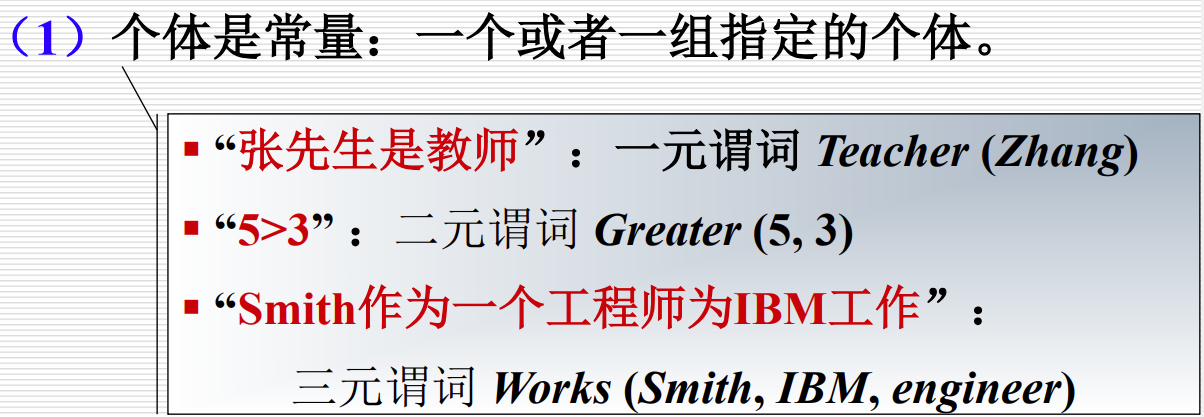 （1）个体是常量：一个或者一组指定的个体。
▪ “张先生是教师”：一元谓词 Teacher (Zhang)
▪ “5>3”：二元谓词 Greater (5, 3)
▪ “Smith作为一个工程师为IBM工作”：
三元谓词 Works (Smith, IBM, engineer)